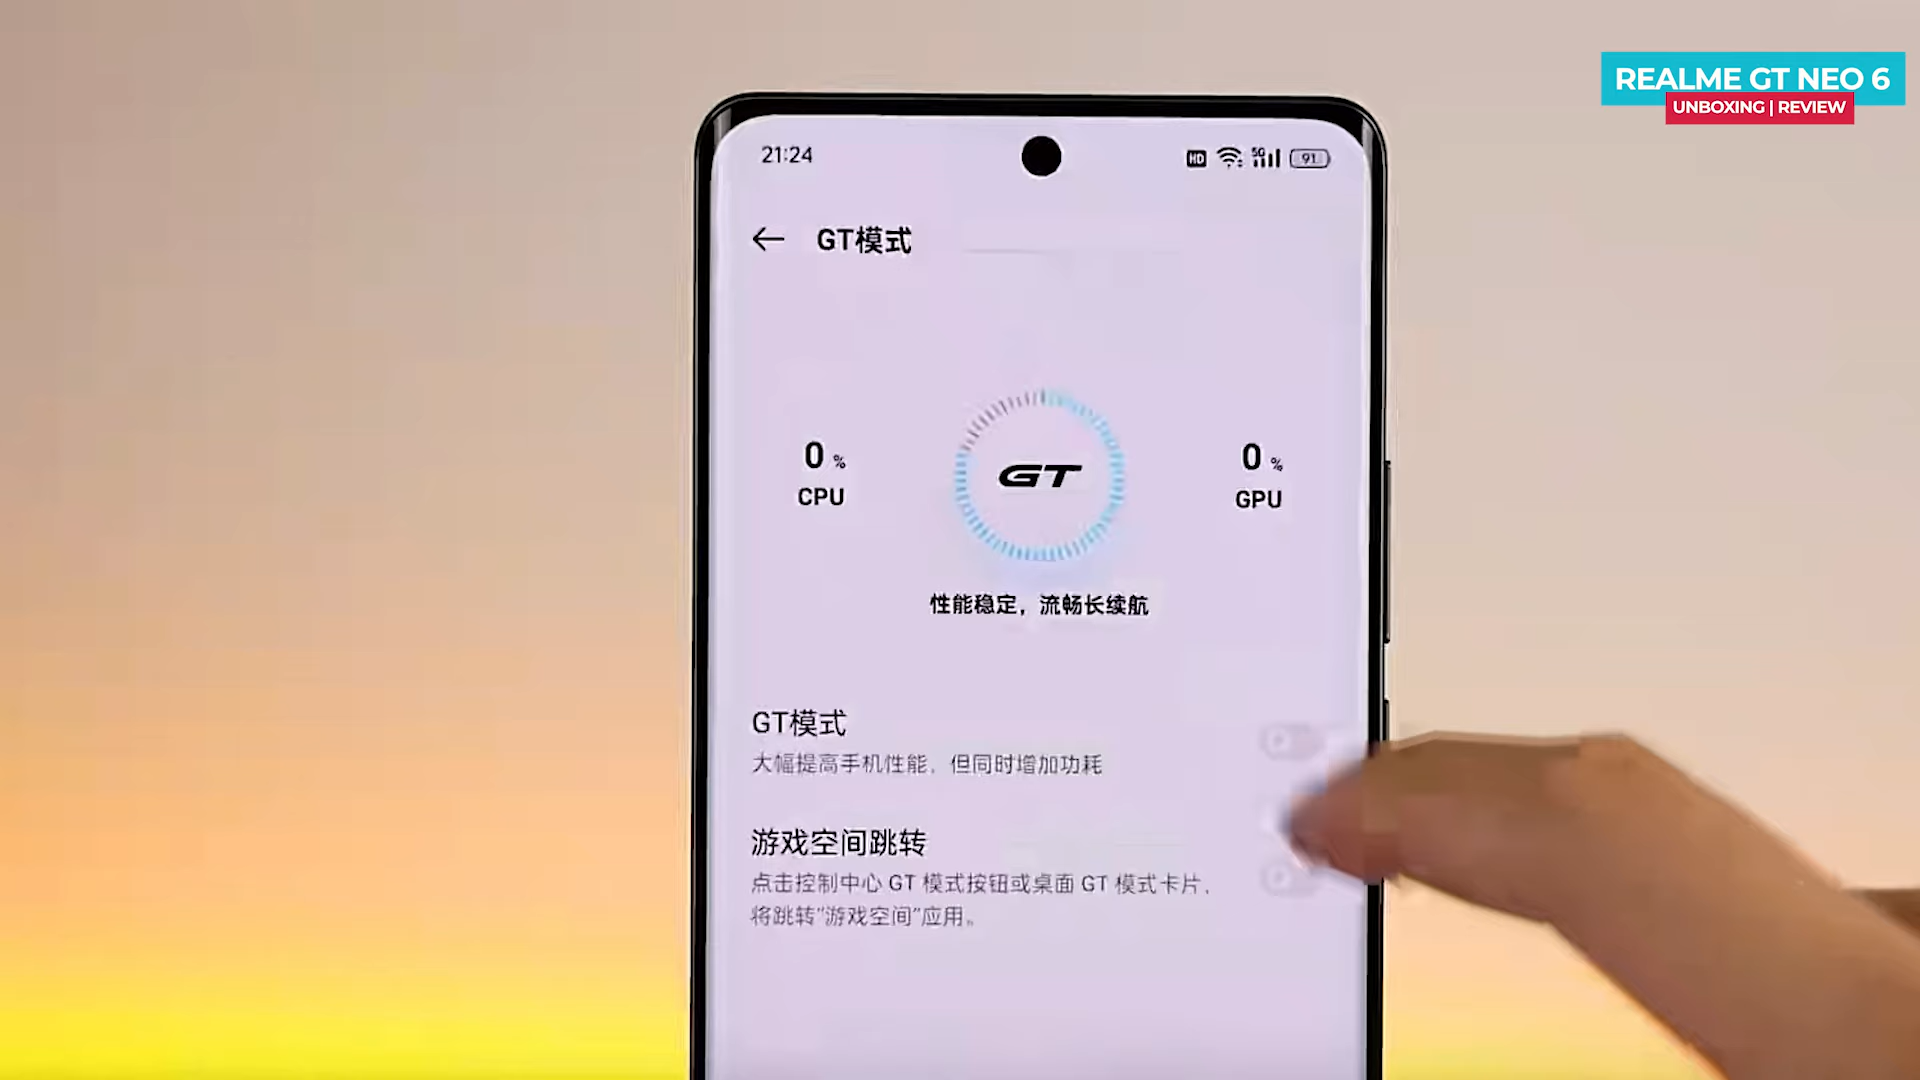 REALME GT NEO 6
UNBOXING | REVIEW
21:24
HD 5G 91
GT模式
0 %
CPU
GT
0 %
GPU
性能稳定，流畅长续航
GT模式
大幅提高手机性能，但同时增加功耗
游戏空间跳转
点击控制中心 GT 模式按钮或桌面 GT 模式卡片，
将跳转“游戏空间”应用。